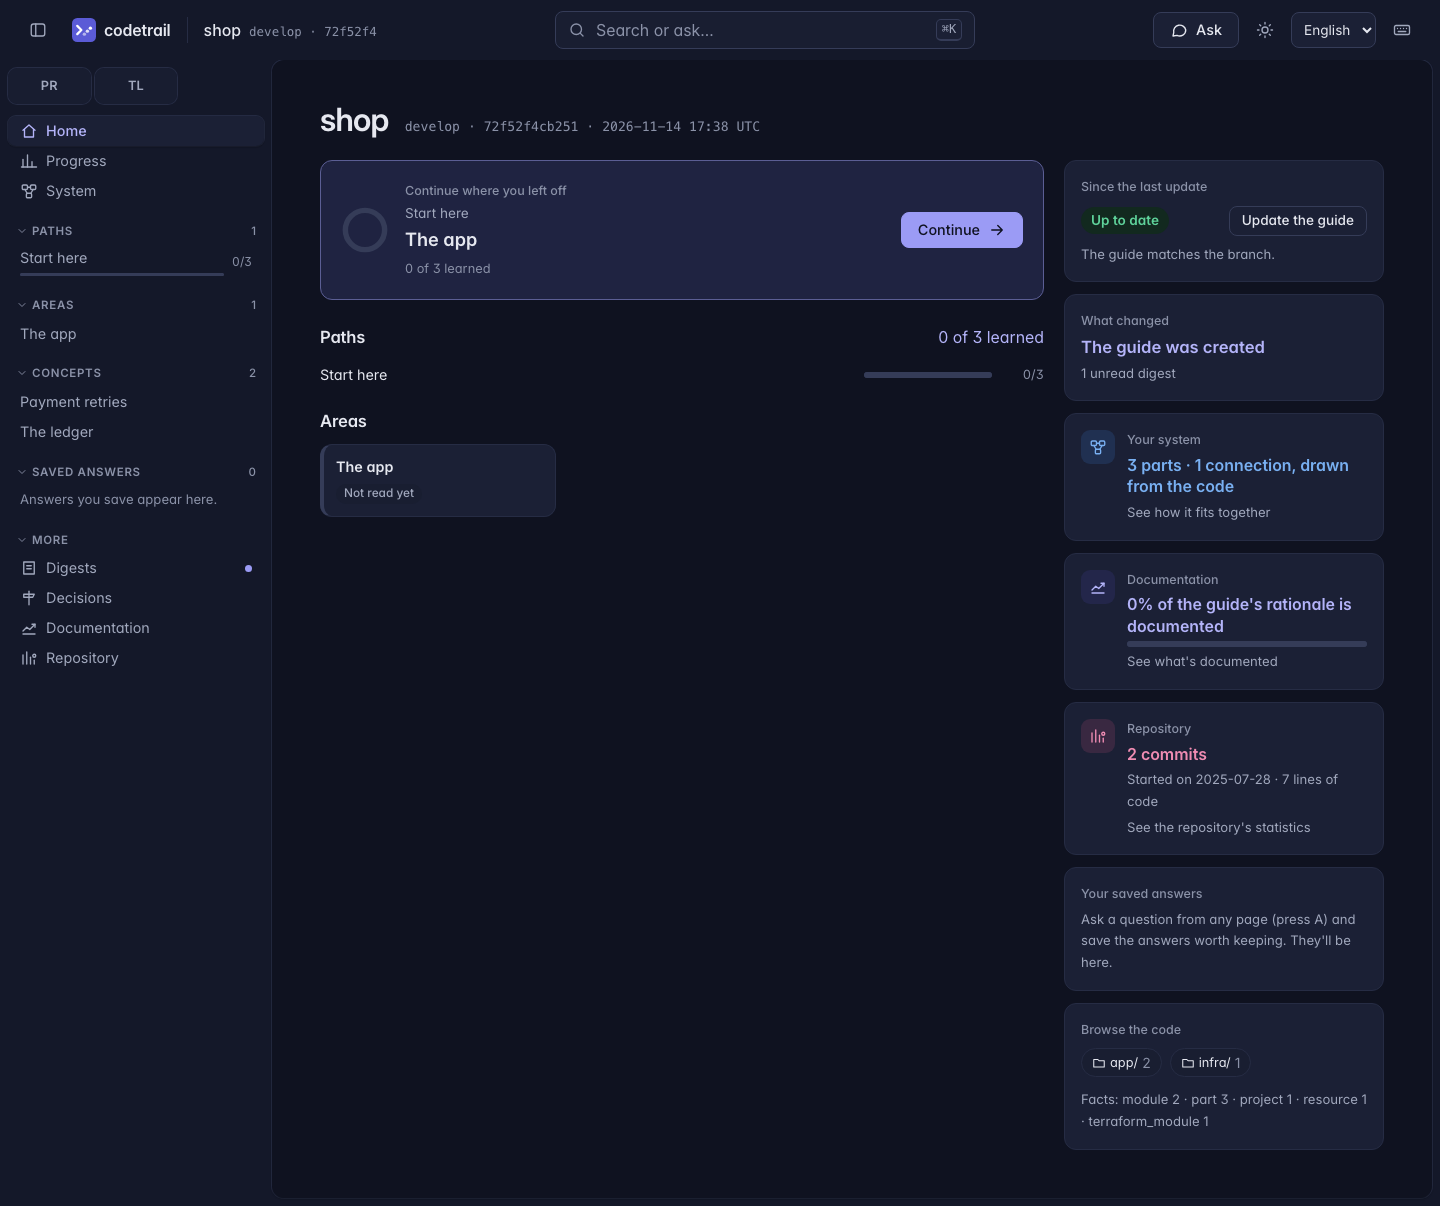 codetrail
shop develop · 72f52f4
Search or ask...
⌘K
Ask
English
PR
TL
Home
Progress
System
PATHS 1
Start here 0/3
AREAS 1
The app
CONCEPTS 2
Payment retries
The ledger
SAVED ANSWERS 0
Answers you save appear here.
MORE
Digests
Decisions
Documentation
Repository
shop develop · 72f52f4cb251 · 2026-11-14 17:38 UTC
Continue where you left off
Start here
The app
0 of 3 learned
Continue
Paths 0 of 3 learned
Start here 0/3
Areas
The app
Not read yet
Since the last update
Up to date
Update the guide
The guide matches the branch.
What changed
The guide was created
1 unread digest
Your system
3 parts · 1 connection, drawn
from the code
See how it fits together
Documentation
0% of the guide's rationale is
documented
See what's documented
Repository
2 commits
Started on 2025-07-28 · 7 lines of
code
See the repository's statistics
Your saved answers
Ask a question from any page (press A) and
save the answers worth keeping. They'll be
here.
Browse the code
app/ 2
infra/ 1
Facts: module 2 · part 3 · project 1 · resource 1
· terraform_module 1